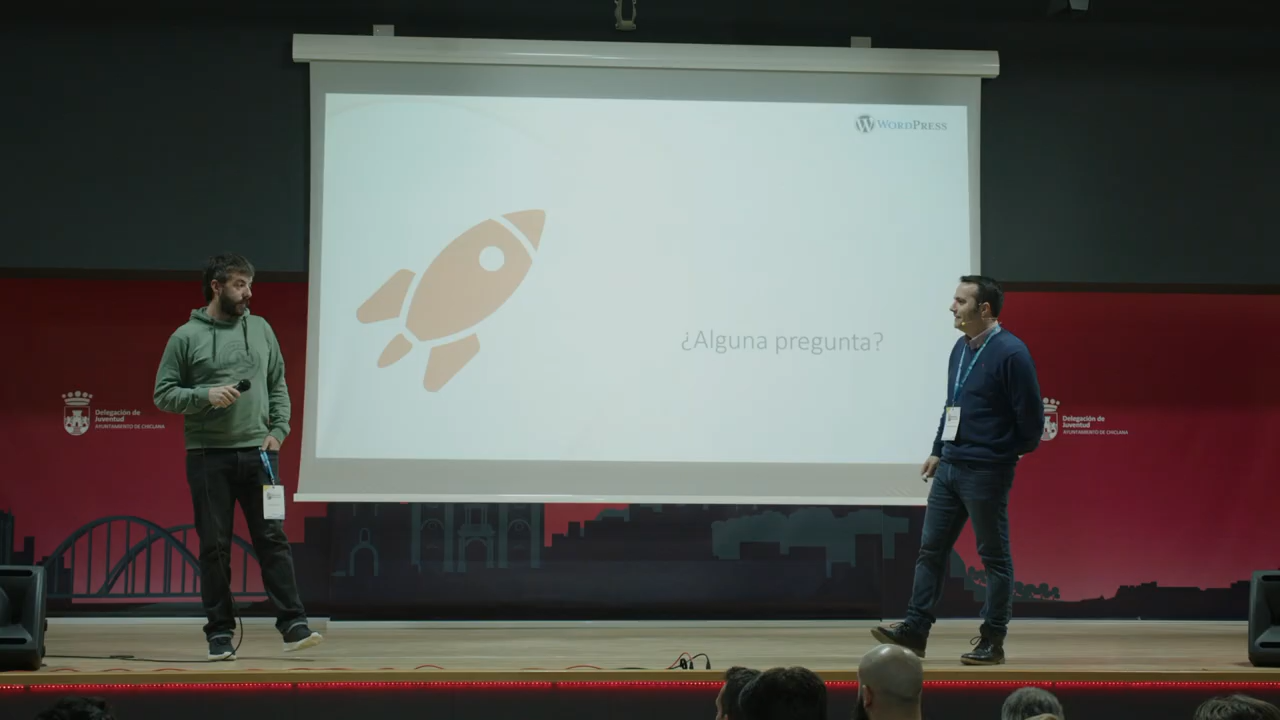 WORDPRESS
¿Alguna pregunta?
Delegación de
Juventud
AYUNTAMIENTO DE CHICLANA
Delegación de
Juventud
AYUNTAMIENTO DE CHICLANA